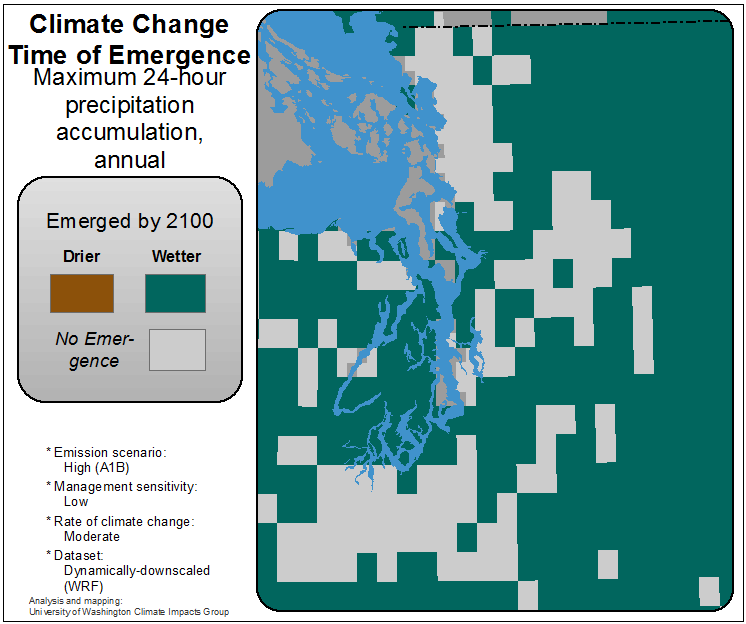 Climate Change
Time of Emergence
Maximum 24-hour
precipitation
accumulation,
annual
Emerged by 2100
Drier Wetter
No Emer-
gence
* Emission scenario:
High (A1B)
* Management sensitivity:
Low
* Rate of climate change:
Moderate
* Dataset:
Dynamically-downscaled
(WRF)
Analysis and mapping:
University of Washington Climate Impacts Group